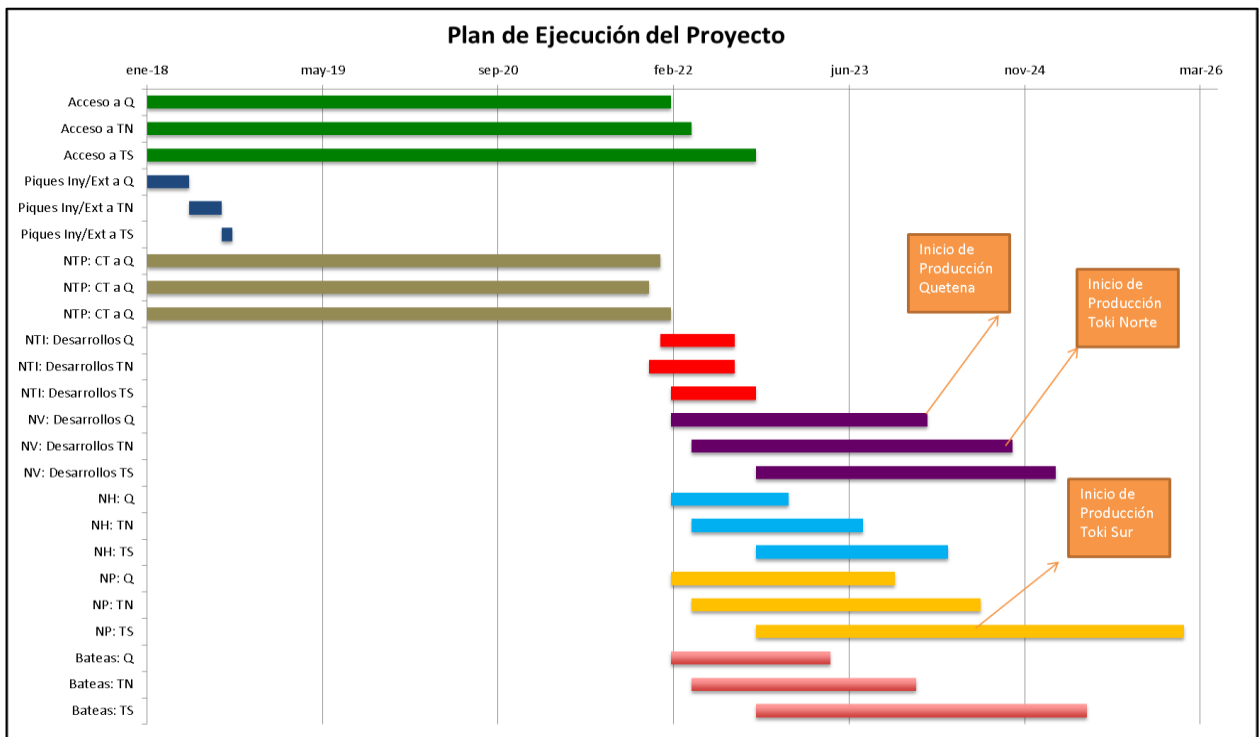 Plan de Ejecución del Proyecto
ene-18
may-19
sep-20
feb-22
jun-23
nov-24
mar-26
Acceso a Q
Acceso a TN
Acceso a TS
Piques Iny/Ext a Q
Piques Iny/Ext a TN
Piques Iny/Ext a TS
NTP: CT a Q
NTP: CT a Q
NTP: CT a Q
NTI: Desarrollos Q
NTI: Desarrollos TN
NTI: Desarrollos TS
NV: Desarrollos Q
NV: Desarrollos TN
NV: Desarrollos TS
NH: Q
NH: TN
NH: TS
NP: Q
NP: TN
NP: TS
Bateas: Q
Bateas: TN
Bateas: TS
Inicio de
Producción
Quetena
Inicio de
Producción
Toki Norte
Inicio de
Producción
Toki Sur